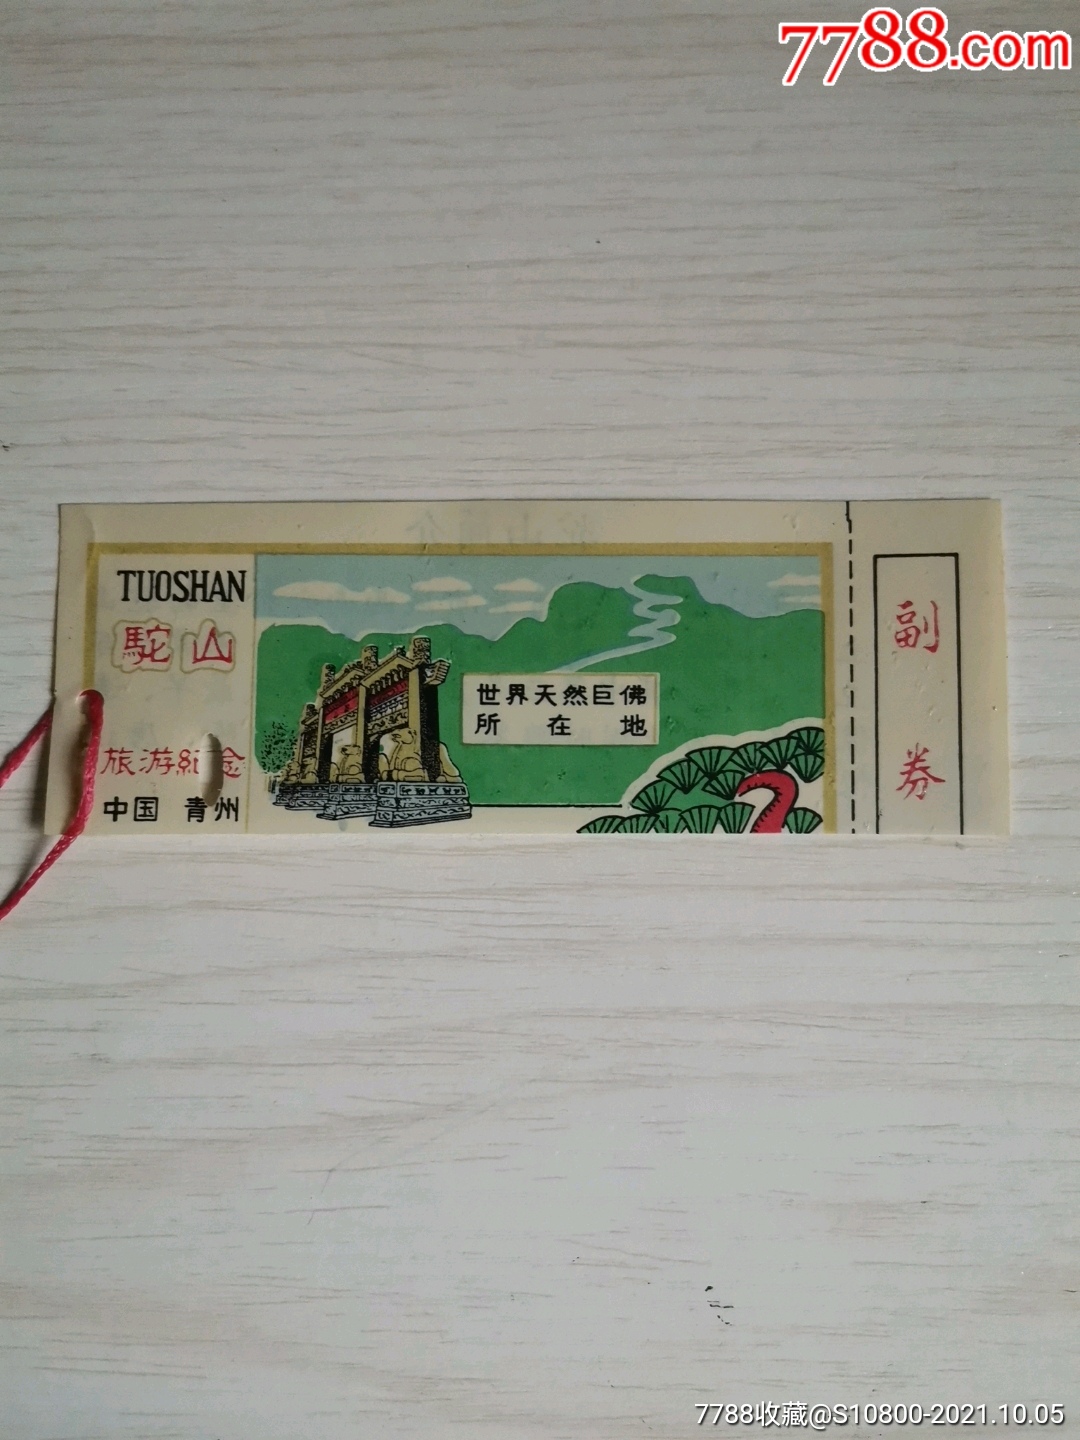 7788.com
TUOSHAN
駝山
旅游纪念
中国 青州
世界天然巨佛
所在地
副券
7788收藏@S10800-2021.10.05